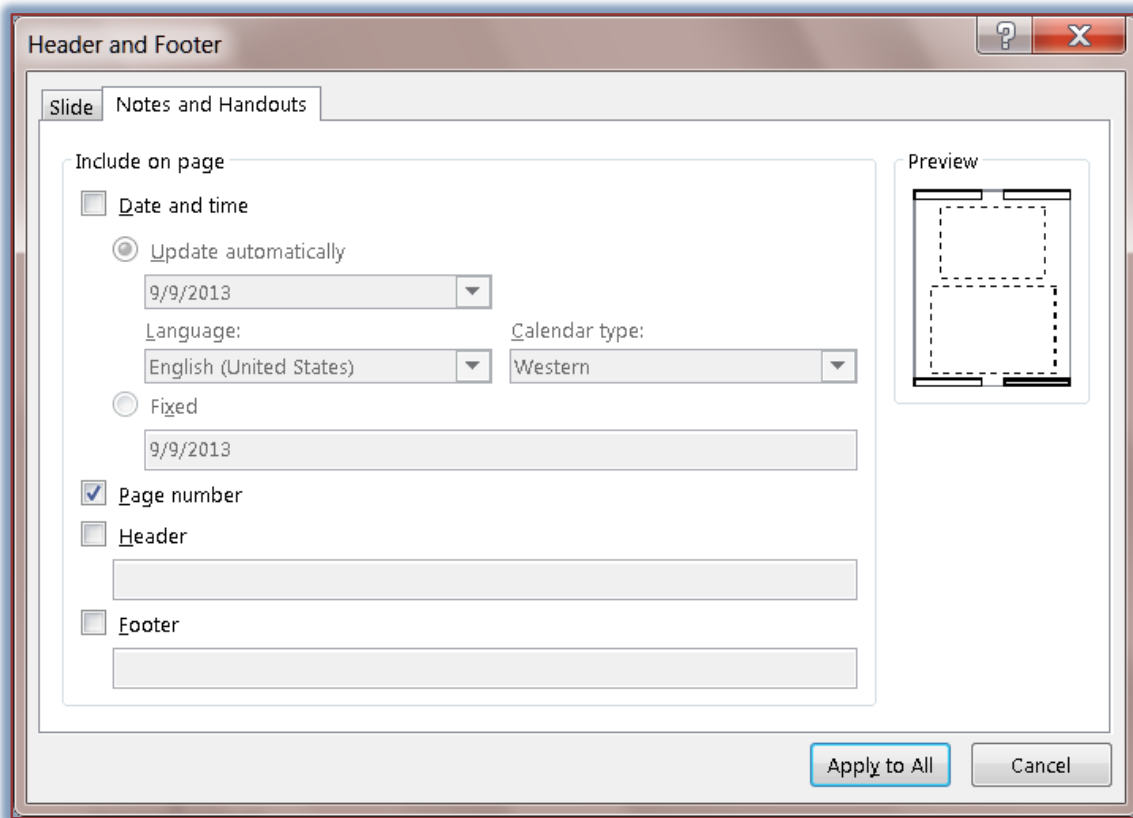 Header and Footer
Slide
Notes and Handouts
Include on page
Preview
Date and time
Update automatically
9/9/2013
Language:
Calendar type:
English (United States)
Western
Fixed
9/9/2013
Page number
Header
Footer
Apply to All
Cancel